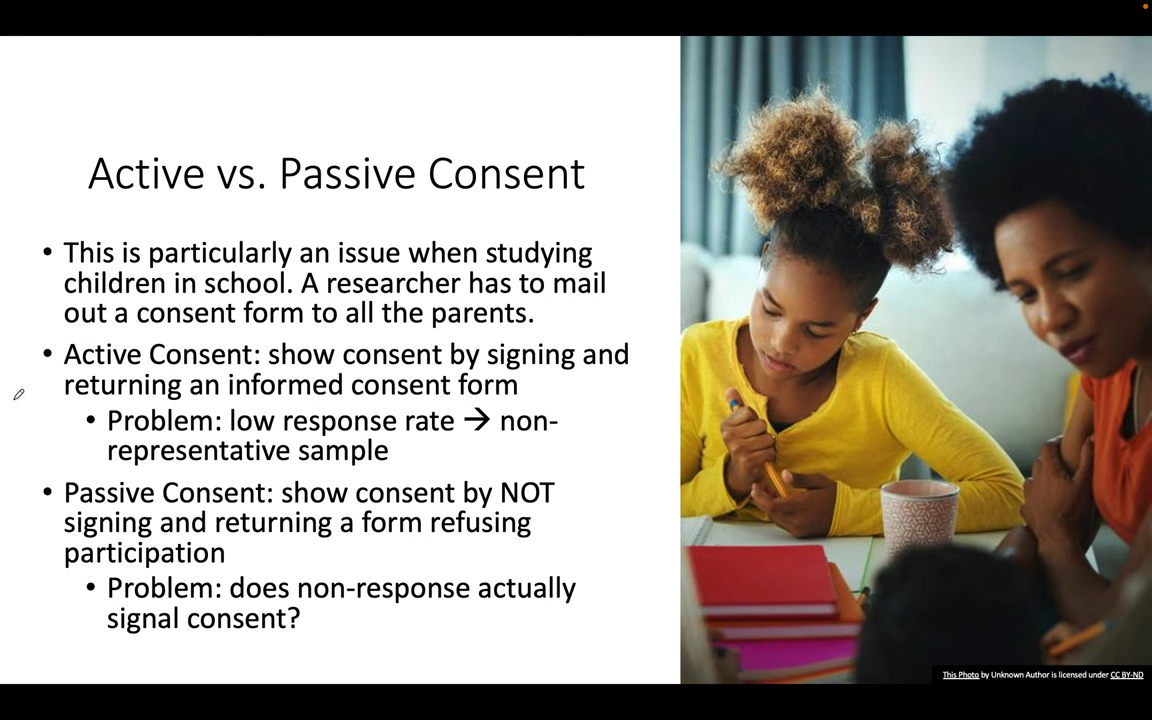 Active vs. Passive Consent
• This is particularly an issue when studying
children in school. A researcher has to mail
out a consent form to all the parents.
• Active Consent: show consent by signing and
returning an informed consent form
• Problem: low response rate → non-
representative sample
• Passive Consent: show consent by NOT
signing and returning a form refusing
participation
• Problem: does non-response actually
signal consent?
This Photo by Unknown Author is licensed under CC BY-ND